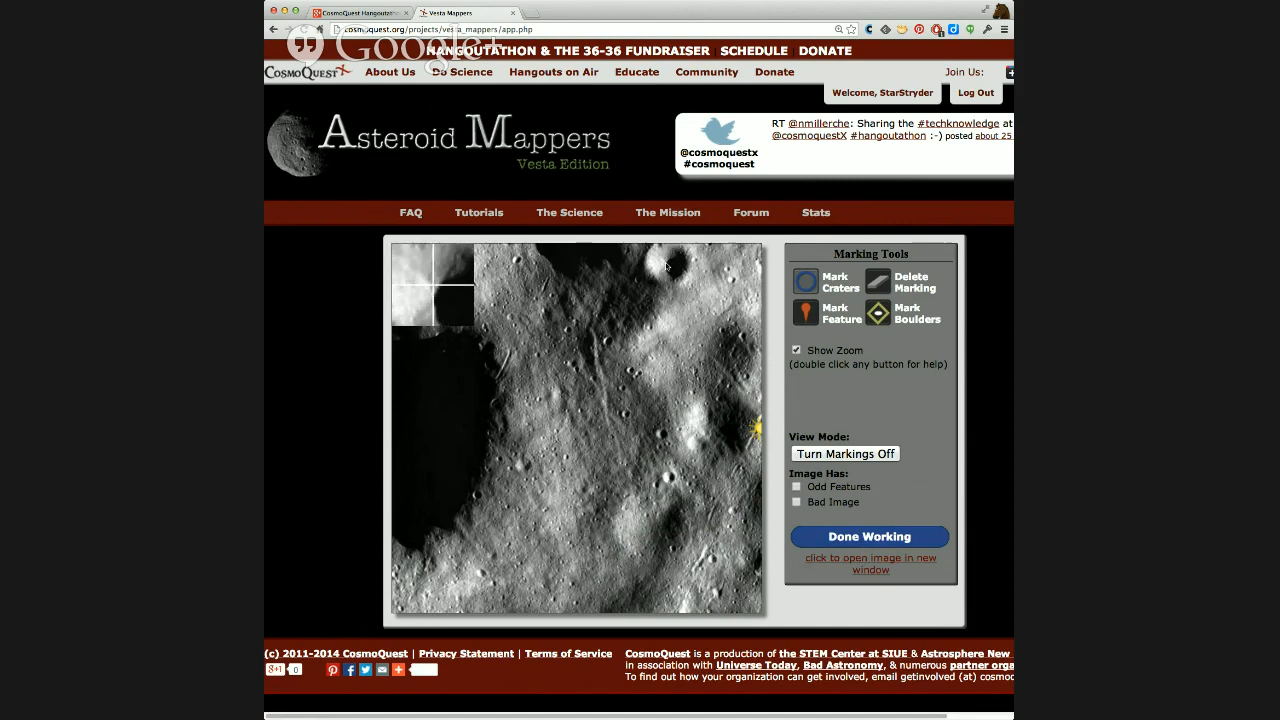 CosmoQuest Hangoutath
Vesta Mappers
cosmoquest.org/projects/vesta_mappers/app.php
Google+
HANGOUTATHON & THE 36-36 FUNDRAISER SCHEDULE DONATE
COSMOQUEST
About Us Do Science Hangouts on Air Educate Community Donate Join Us:
Welcome, StarStryder Log Out
Asteroid Mappers
Vesta Edition
@cosmoquestx
#cosmoquest
RT @nmillerche: Sharing the #techknowledge at
@cosmoquestX #hangoutathon :-) posted about 25
FAQ Tutorials The Science The Mission Forum Stats
Marking Tools
Mark Craters
Delete Marking
Mark Feature
Mark Boulders
Show Zoom
(double click any button for help)
View Mode:
Turn Markings Off
Image Has:
Odd Features
Bad Image
Done Working
click to open image in new
window
(c) 2011-2014 CosmoQuest | Privacy Statement | Terms of Service
g+1 0
CosmoQuest is a production of the STEM Center at SIUE & Astrosphere New
in association with Universe Today, Bad Astronomy, & numerous partner orga
To find out how your organization can get involved, email getinvolved (at) cosmoq